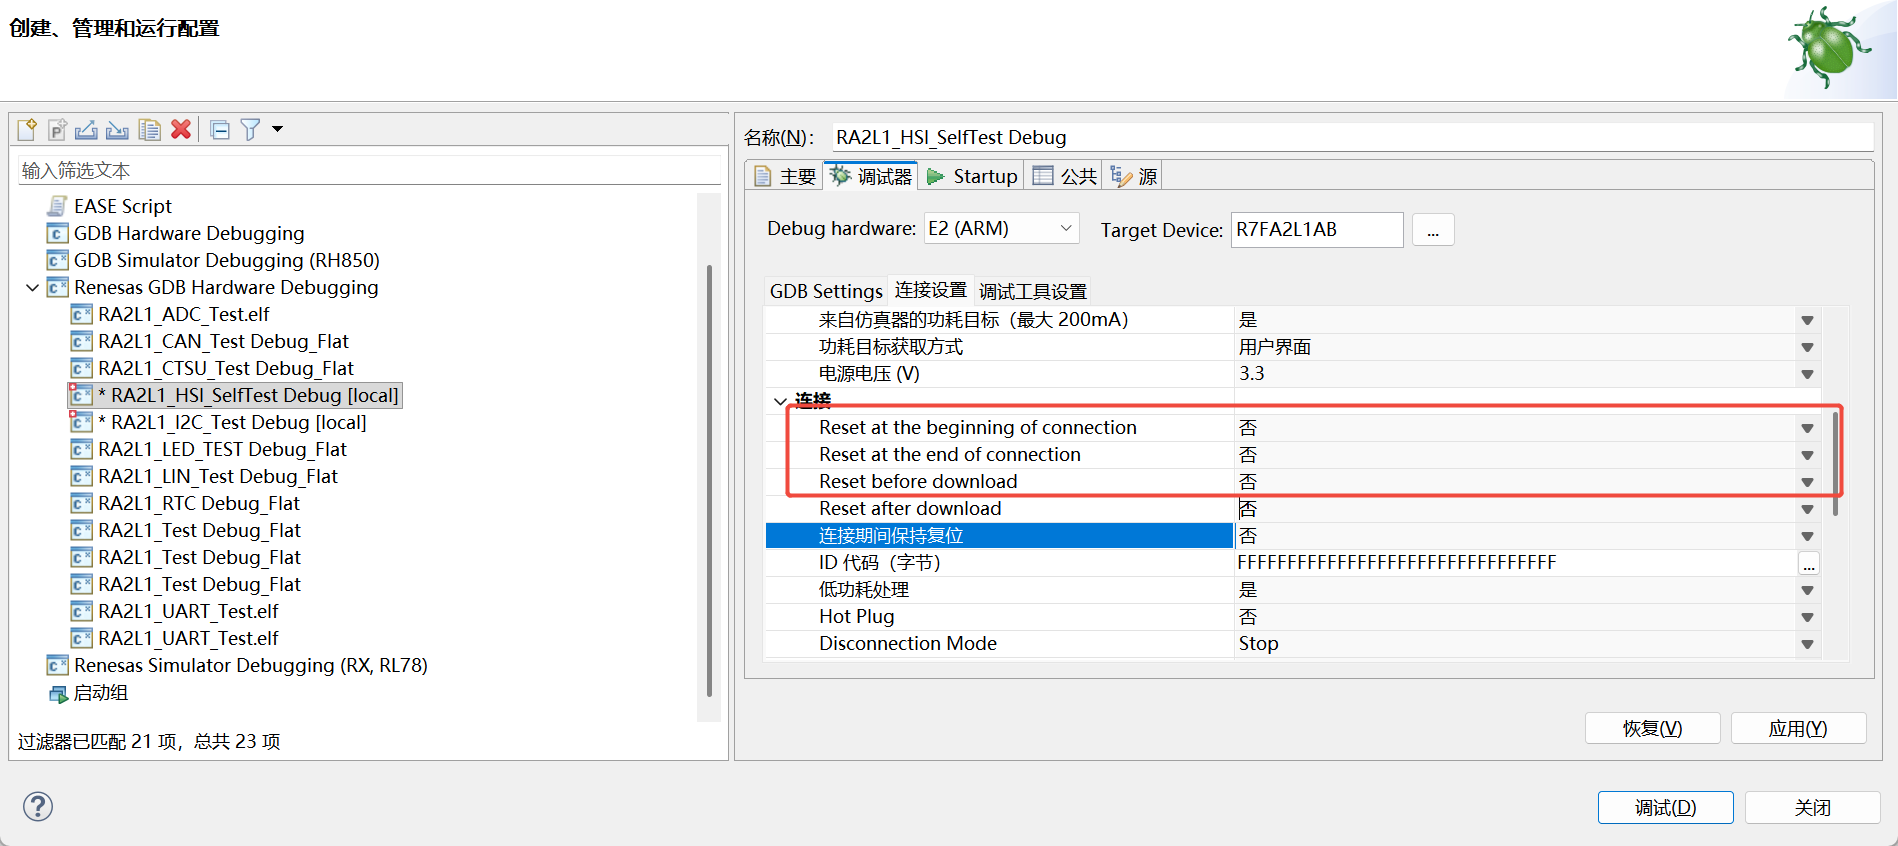 创建、管理和运行配置
输入筛选文本
EASE Script
GDB Hardware Debugging
GDB Simulator Debugging (RH850)
Renesas GDB Hardware Debugging
RA2L1_ADC_Test.elf
RA2L1_CAN_Test Debug_Flat
RA2L1_CTSU_Test Debug_Flat
* RA2L1_HSI_SelfTest Debug [local]
* RA2L1_I2C_Test Debug [local]
RA2L1_LED_TEST Debug_Flat
RA2L1_LIN_Test Debug_Flat
RA2L1_RTC Debug_Flat
RA2L1_Test Debug_Flat
RA2L1_Test Debug_Flat
RA2L1_Test Debug_Flat
RA2L1_UART_Test.elf
RA2L1_UART_Test.elf
Renesas Simulator Debugging (RX, RL78)
启动组
过滤器已匹配 21 项，总共 23 项
名称(N)： RA2L1_HSI_SelfTest Debug
主要 调试器 Startup 公共 源
Debug hardware: E2 (ARM) Target Device: R7FA2L1AB ...
GDB Settings 连接设置 调试工具设置
来自仿真器的功耗目标（最大 200mA） 是
功耗目标获取方式 用户界面
电源电压 (V) 3.3
连接
Reset at the beginning of connection 否
Reset at the end of connection 否
Reset before download 否
Reset after download 否
连接期间保持复位 否
ID 代码（字节） FFFFFFFFFFFFFFFFFFFFFFFFFFFFFFFF ...
低功耗处理 是
Hot Plug 否
Disconnection Mode Stop
恢复(V) 应用(Y)
调试(D) 关闭